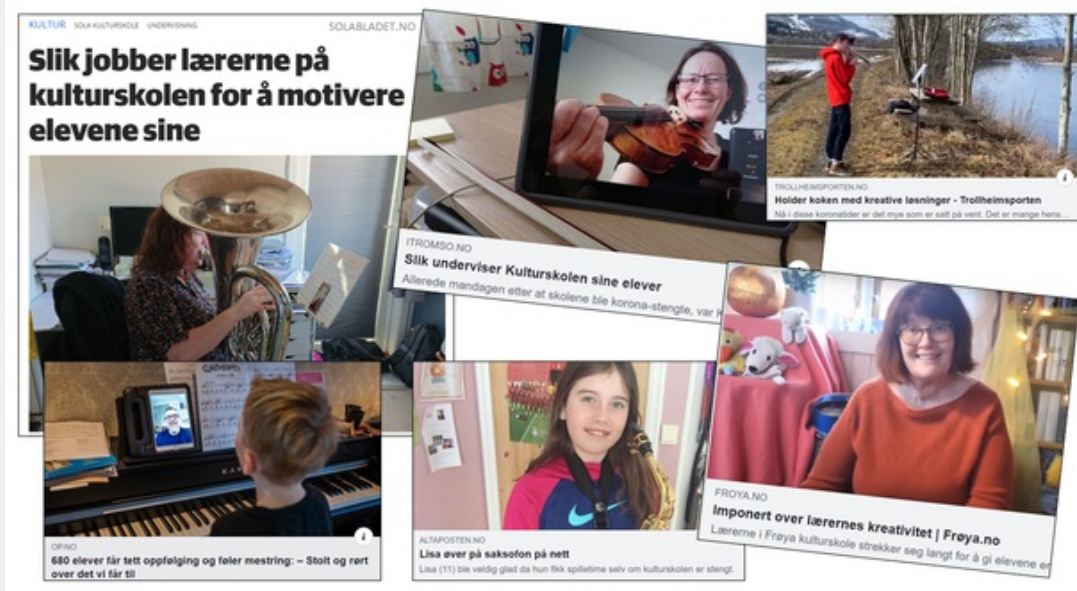 KULTUR SOLA KULTURSKOLE UNDERVISNING
SOLABLADET.NO
Slik jobber lærerne på
kulturskolen for å motivere
elevene sine
ITROMSO.NO
Slik underviser Kulturskolen sine elever
Allerede mandagen etter at skolene ble korona-stengte, var K
TROLLHEIMSPORTEN.NO
Holder koken med kreative løsninger - Trollheimsporten
Nå i disse koronatider er det mye som er satt på vent. Det er mange hens...
OP.NO
680 elever får tett oppfølging og føler mestring: – Stolt og rørt
over det vi får til
ALTAPOSTEN.NO
Lisa øver på saksofon på nett
Lisa (11) ble veldig glad da hun fikk spilletime selv om kulturskolen er stengt.
FROYA.NO
Imponert over lærernes kreativitet | Frøya.no
Lærerne i Frøya kulturskole strekker seg langt for å gi elevene er